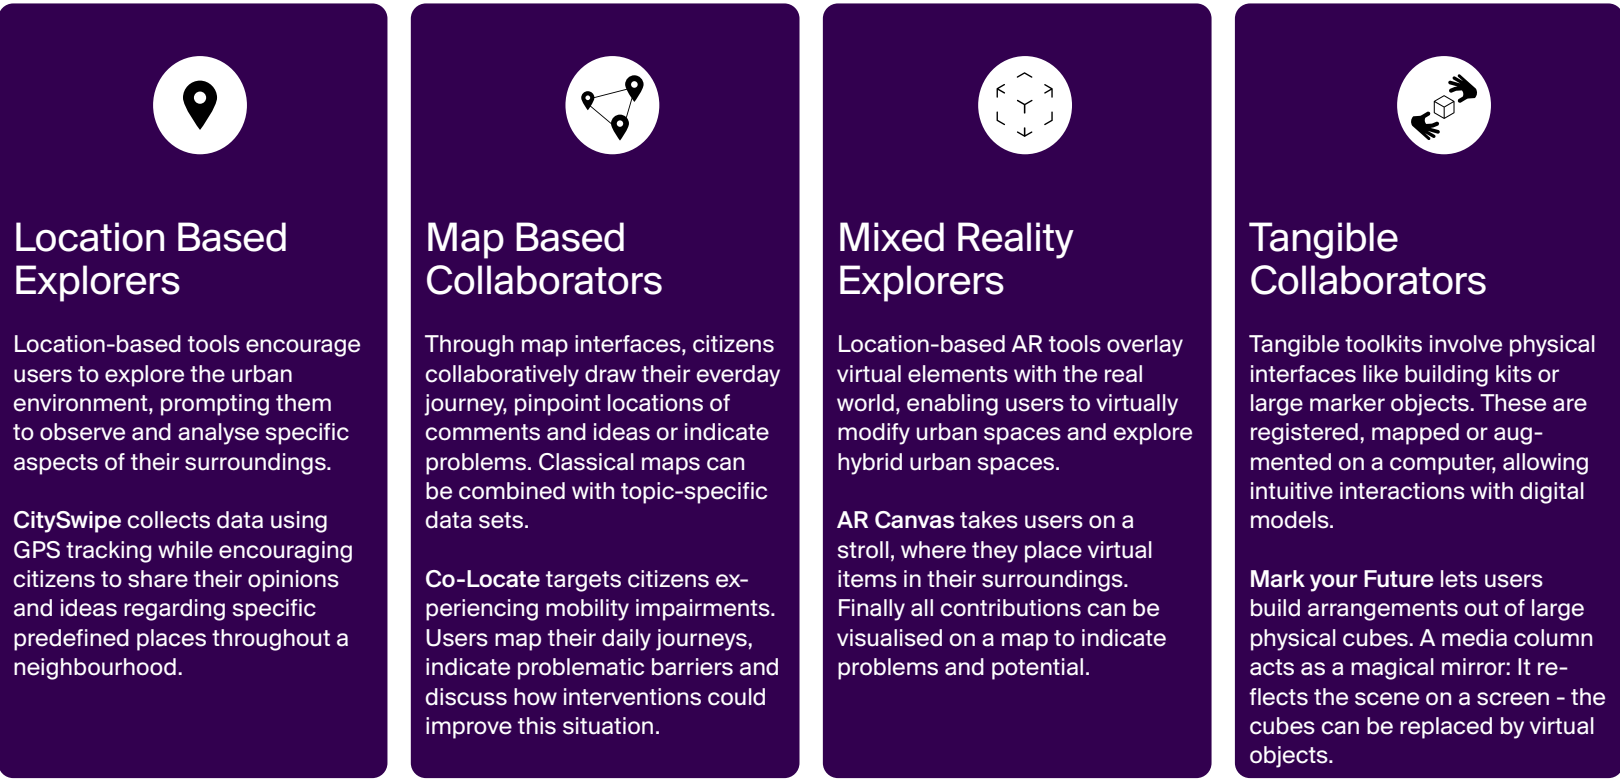 Location Based
Explorers
Location-based tools encourage
users to explore the urban
environment, prompting them
to observe and analyse specific
aspects of their surroundings.
CitySwipe collects data using
GPS tracking while encouraging
citizens to share their opinions
and ideas regarding specific
predefined places throughout a
neighbourhood.
Map Based
Collaborators
Through map interfaces, citizens
collaboratively draw their everday
journey, pinpoint locations of
comments and ideas or indicate
problems. Classical maps can
be combined with topic-specific
data sets.
Co-Locate targets citizens ex-
periencing mobility impairments.
Users map their daily journeys,
indicate problematic barriers and
discuss how interventions could
improve this situation.
Mixed Reality
Explorers
Location-based AR tools overlay
virtual elements with the real
world, enabling users to virtually
modify urban spaces and explore
hybrid urban spaces.
AR Canvas takes users on a
stroll, where they place virtual
items in their surroundings.
Finally all contributions can be
visualised on a map to indicate
problems and potential.
Tangible
Collaborators
Tangible toolkits involve physical
interfaces like building kits or
large marker objects. These are
registered, mapped or aug-
mented on a computer, allowing
intuitive interactions with digital
models.
Mark your Future lets users
build arrangements out of large
physical cubes. A media column
acts as a magical mirror: It re-
flects the scene on a screen - the
cubes can be replaced by virtual
objects.